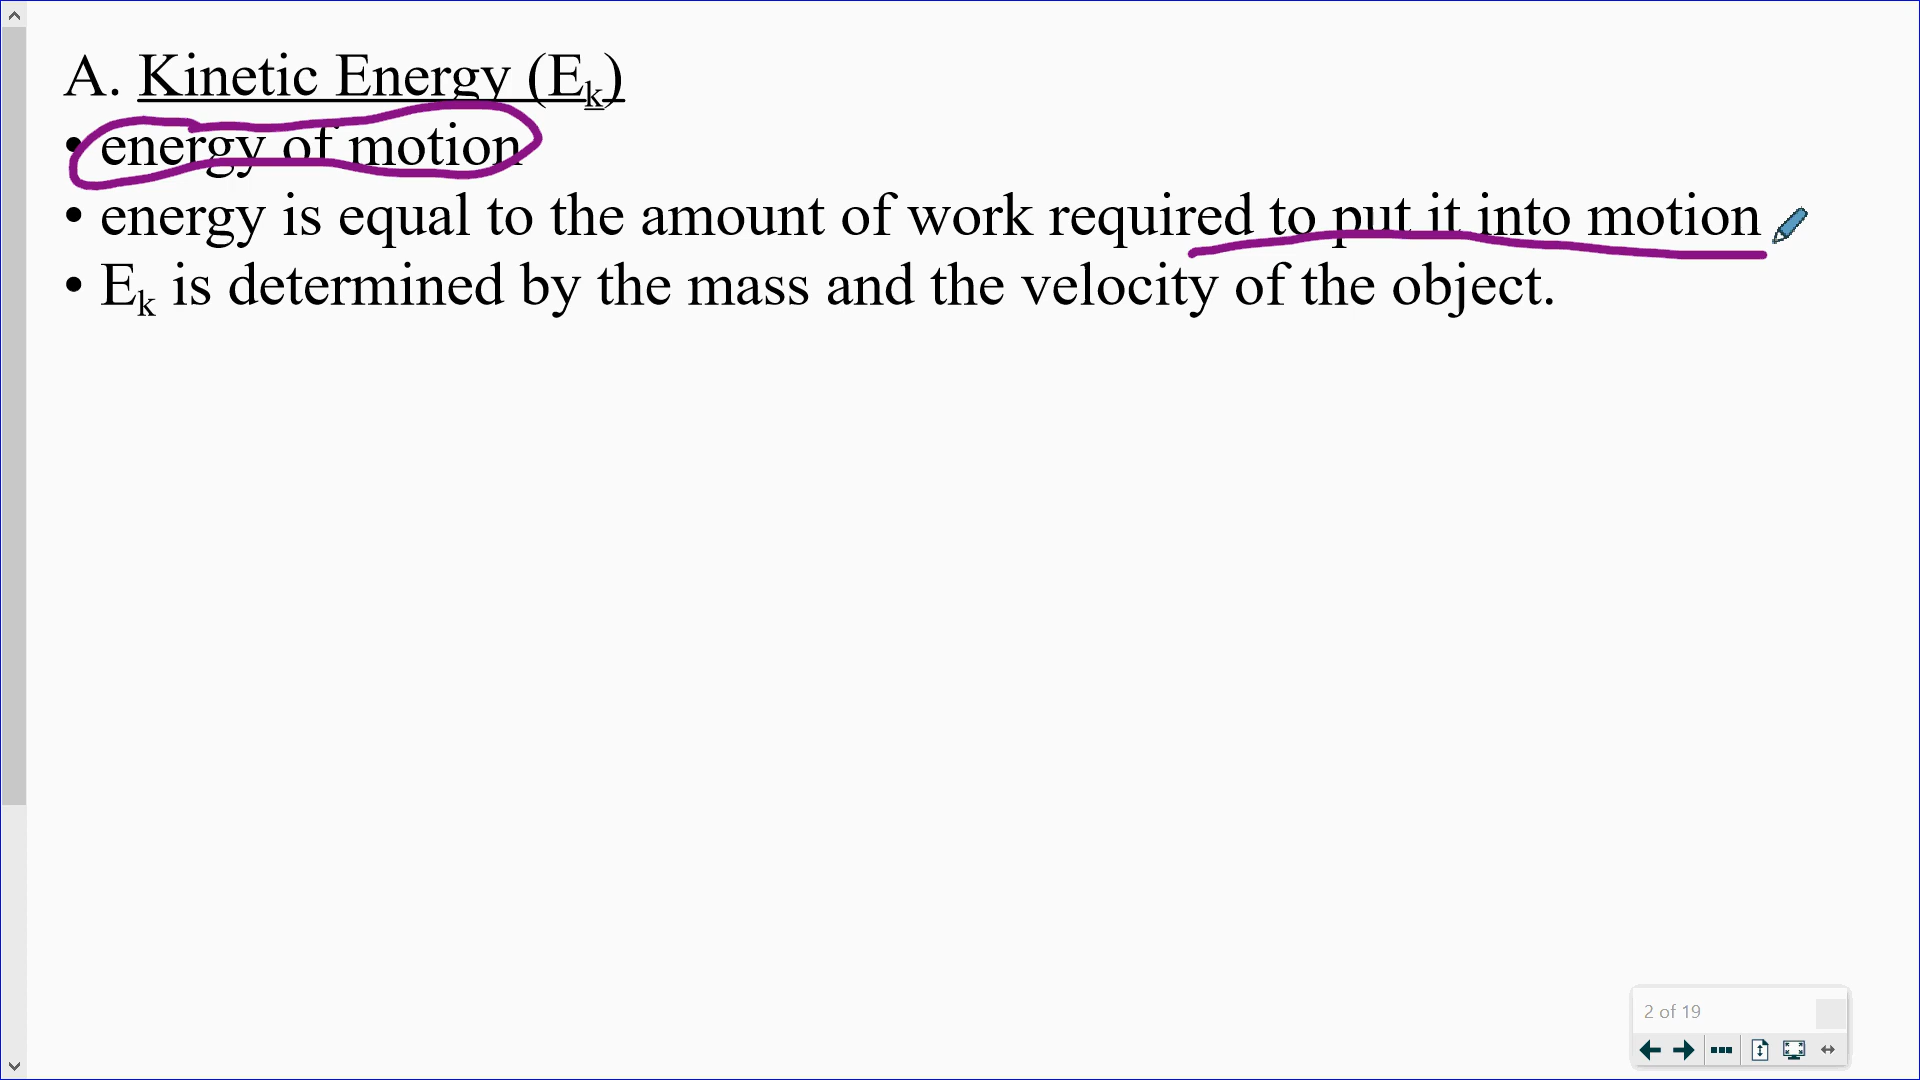 A. Kinetic Energy (Ek)
• energy of motion
• energy is equal to the amount of work required to put it into motion
• Ek is determined by the mass and the velocity of the object.
2 of 19